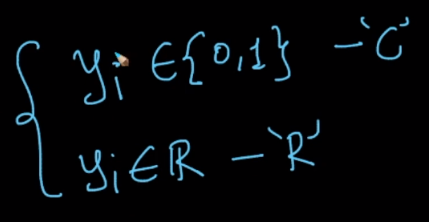 yᵢ ∈ {0,1} – 'C'
yᵢ ∈ ℝ – 'R'